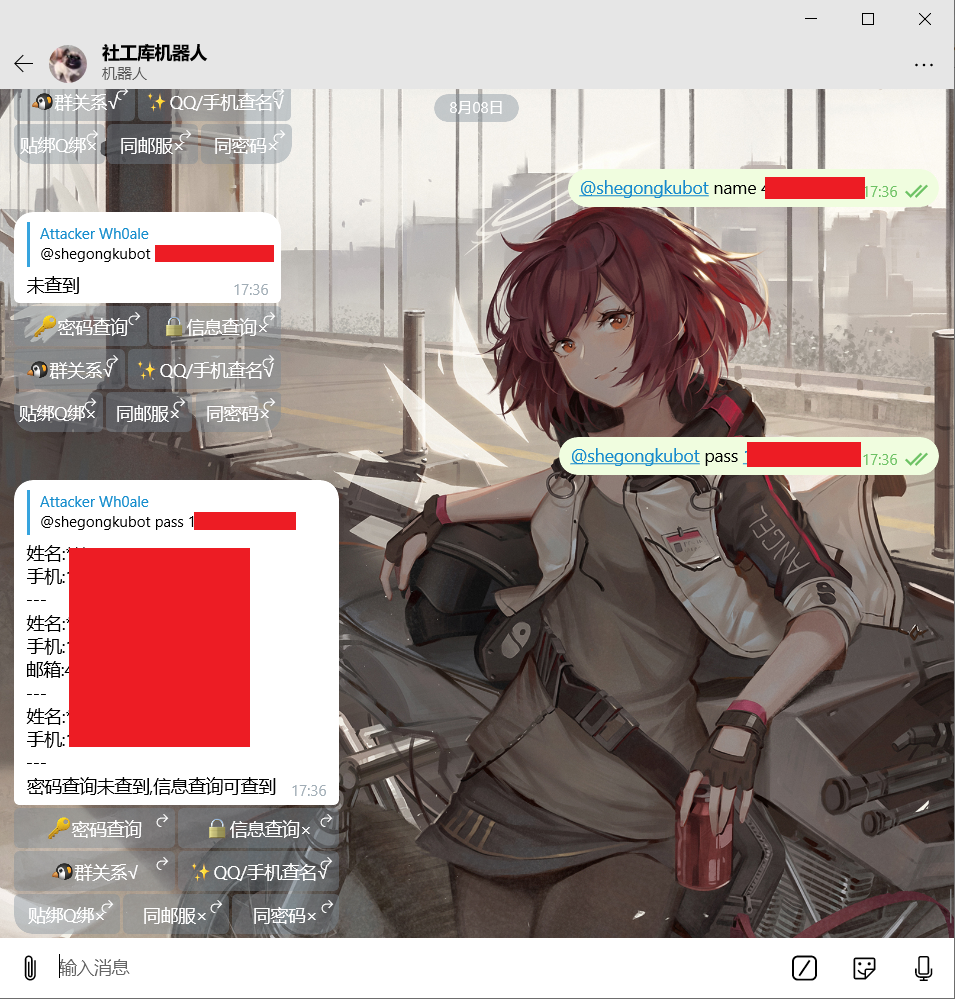 社工库机器人
机器人
群关系√
QQ/手机查名√
贴绑Q绑×
同邮服×
同密码×
8月08日
@shegongkubot name
17:36
Attacker Wh0ale
@shegongkubot
未查到
17:36
密码查询
信息查询×
群关系√
QQ/手机查名√
贴绑Q绑×
同邮服×
同密码×
@shegongkubot pass
17:36
Attacker Wh0ale
@shegongkubot pass 1
姓名:
手机:
---
姓名:
手机:
邮箱:
---
姓名:
手机:
---
密码查询未查到,信息查询可查到
17:36
密码查询
信息查询×
群关系√
QQ/手机查名√
贴绑Q绑×
同邮服×
同密码×
ANGEL
输入消息